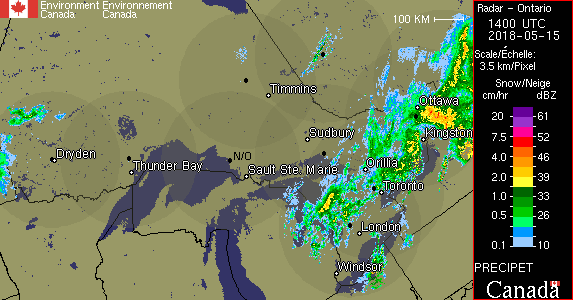 Environment Environnement
Canada Canada
100 KM
Radar - Ontario
1400 UTC
2018-05-15
Scale/Échelle:
3.5 km/Pixel
Snow/Neige
cm/hr dBZ
20 61
7.5 52
4.0 46
2.0 39
1.0 33
0.5 26
0.1 10
PRECIPET
Canada
Timmins
Ottawa
Sudbury
Kingston
N/O
Dryden
Thunder Bay
Sault Ste. Marie
Orillia
Toronto
London
Windsor